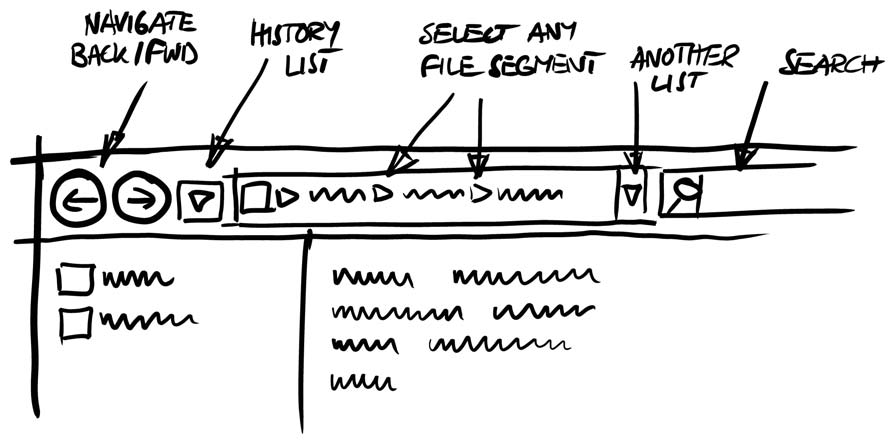 NAVIGATE
BACK/FWD
HISTORY
LIST
SELECT ANY
FILE SEGMENT
ANOTHER
LIST
SEARCH